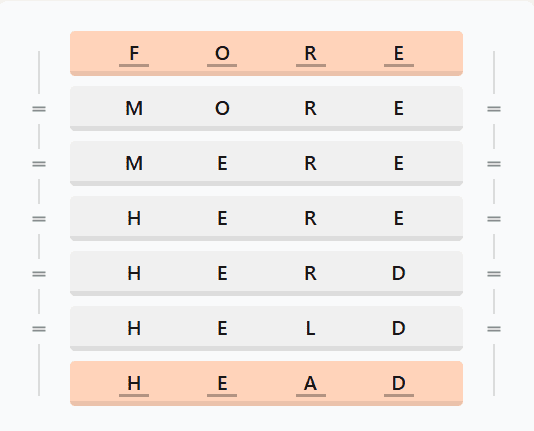 F O R E
M O R E
M E R E
H E R E
H E R D
H E L D
H E A D